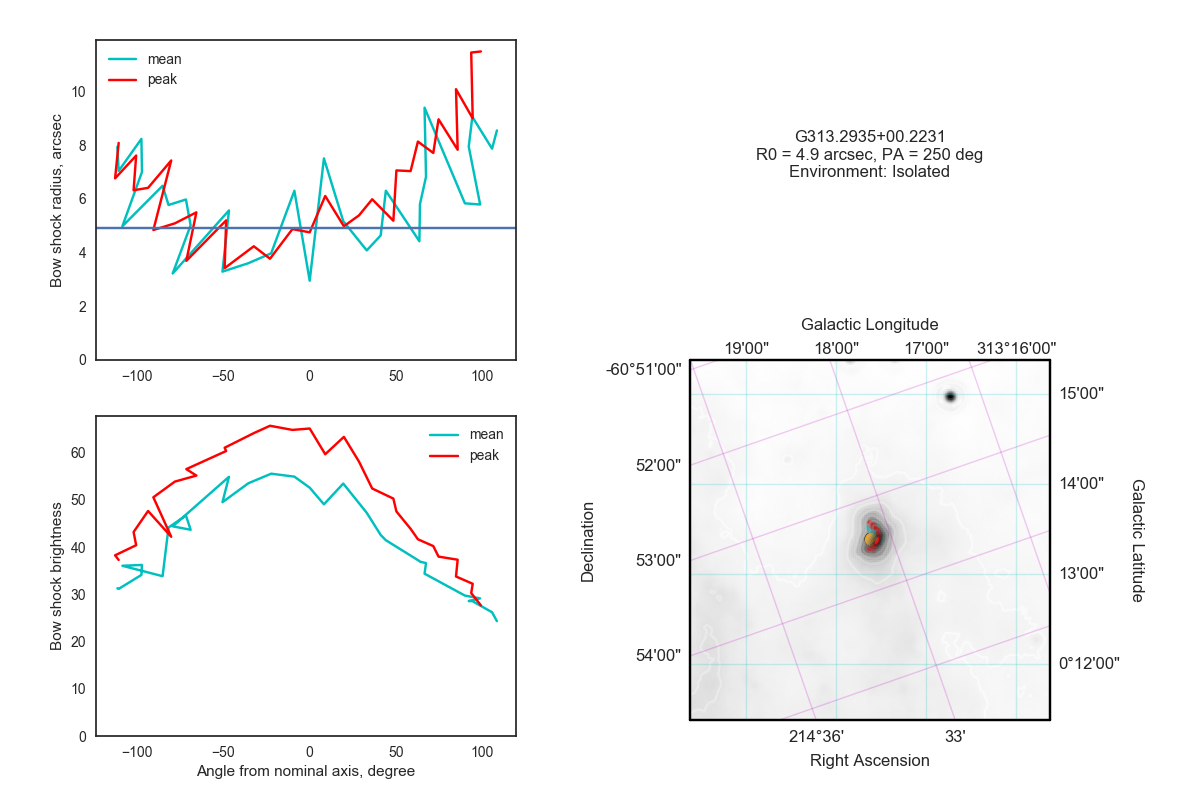 mean
peak
Bow shock radius, arcsec
10
8
6
4
2
0
−100
−50
0
50
100
mean
peak
Bow shock brightness
60
50
40
30
20
10
0
−100
−50
0
50
100
Angle from nominal axis, degree
G313.2935+00.2231
R0 = 4.9 arcsec, PA = 250 deg
Environment: Isolated
Galactic Longitude
19'00"
18'00"
17'00"
313°16'00"
-60°51'00"
52'00"
53'00"
54'00"
Declination
15'00"
14'00"
13'00"
0°12'00"
Galactic Latitude
214°36'
33'
Right Ascension